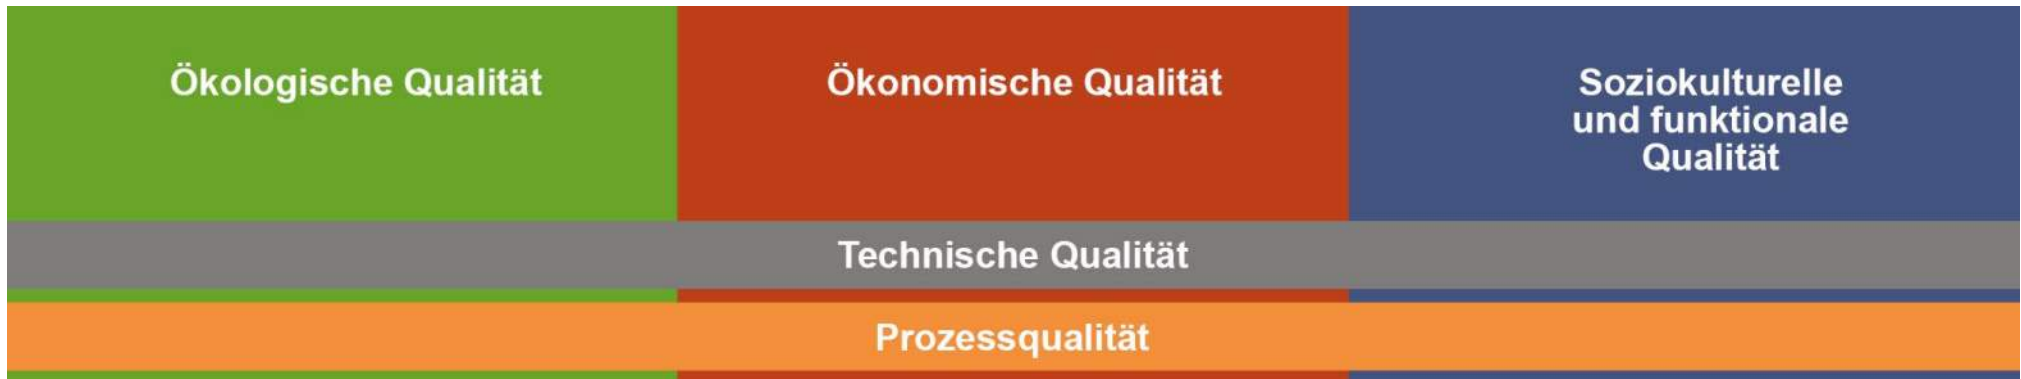 Ökologische Qualität
Ökonomische Qualität
Soziokulturelle
und funktionale
Qualität
Technische Qualität
Prozessqualität